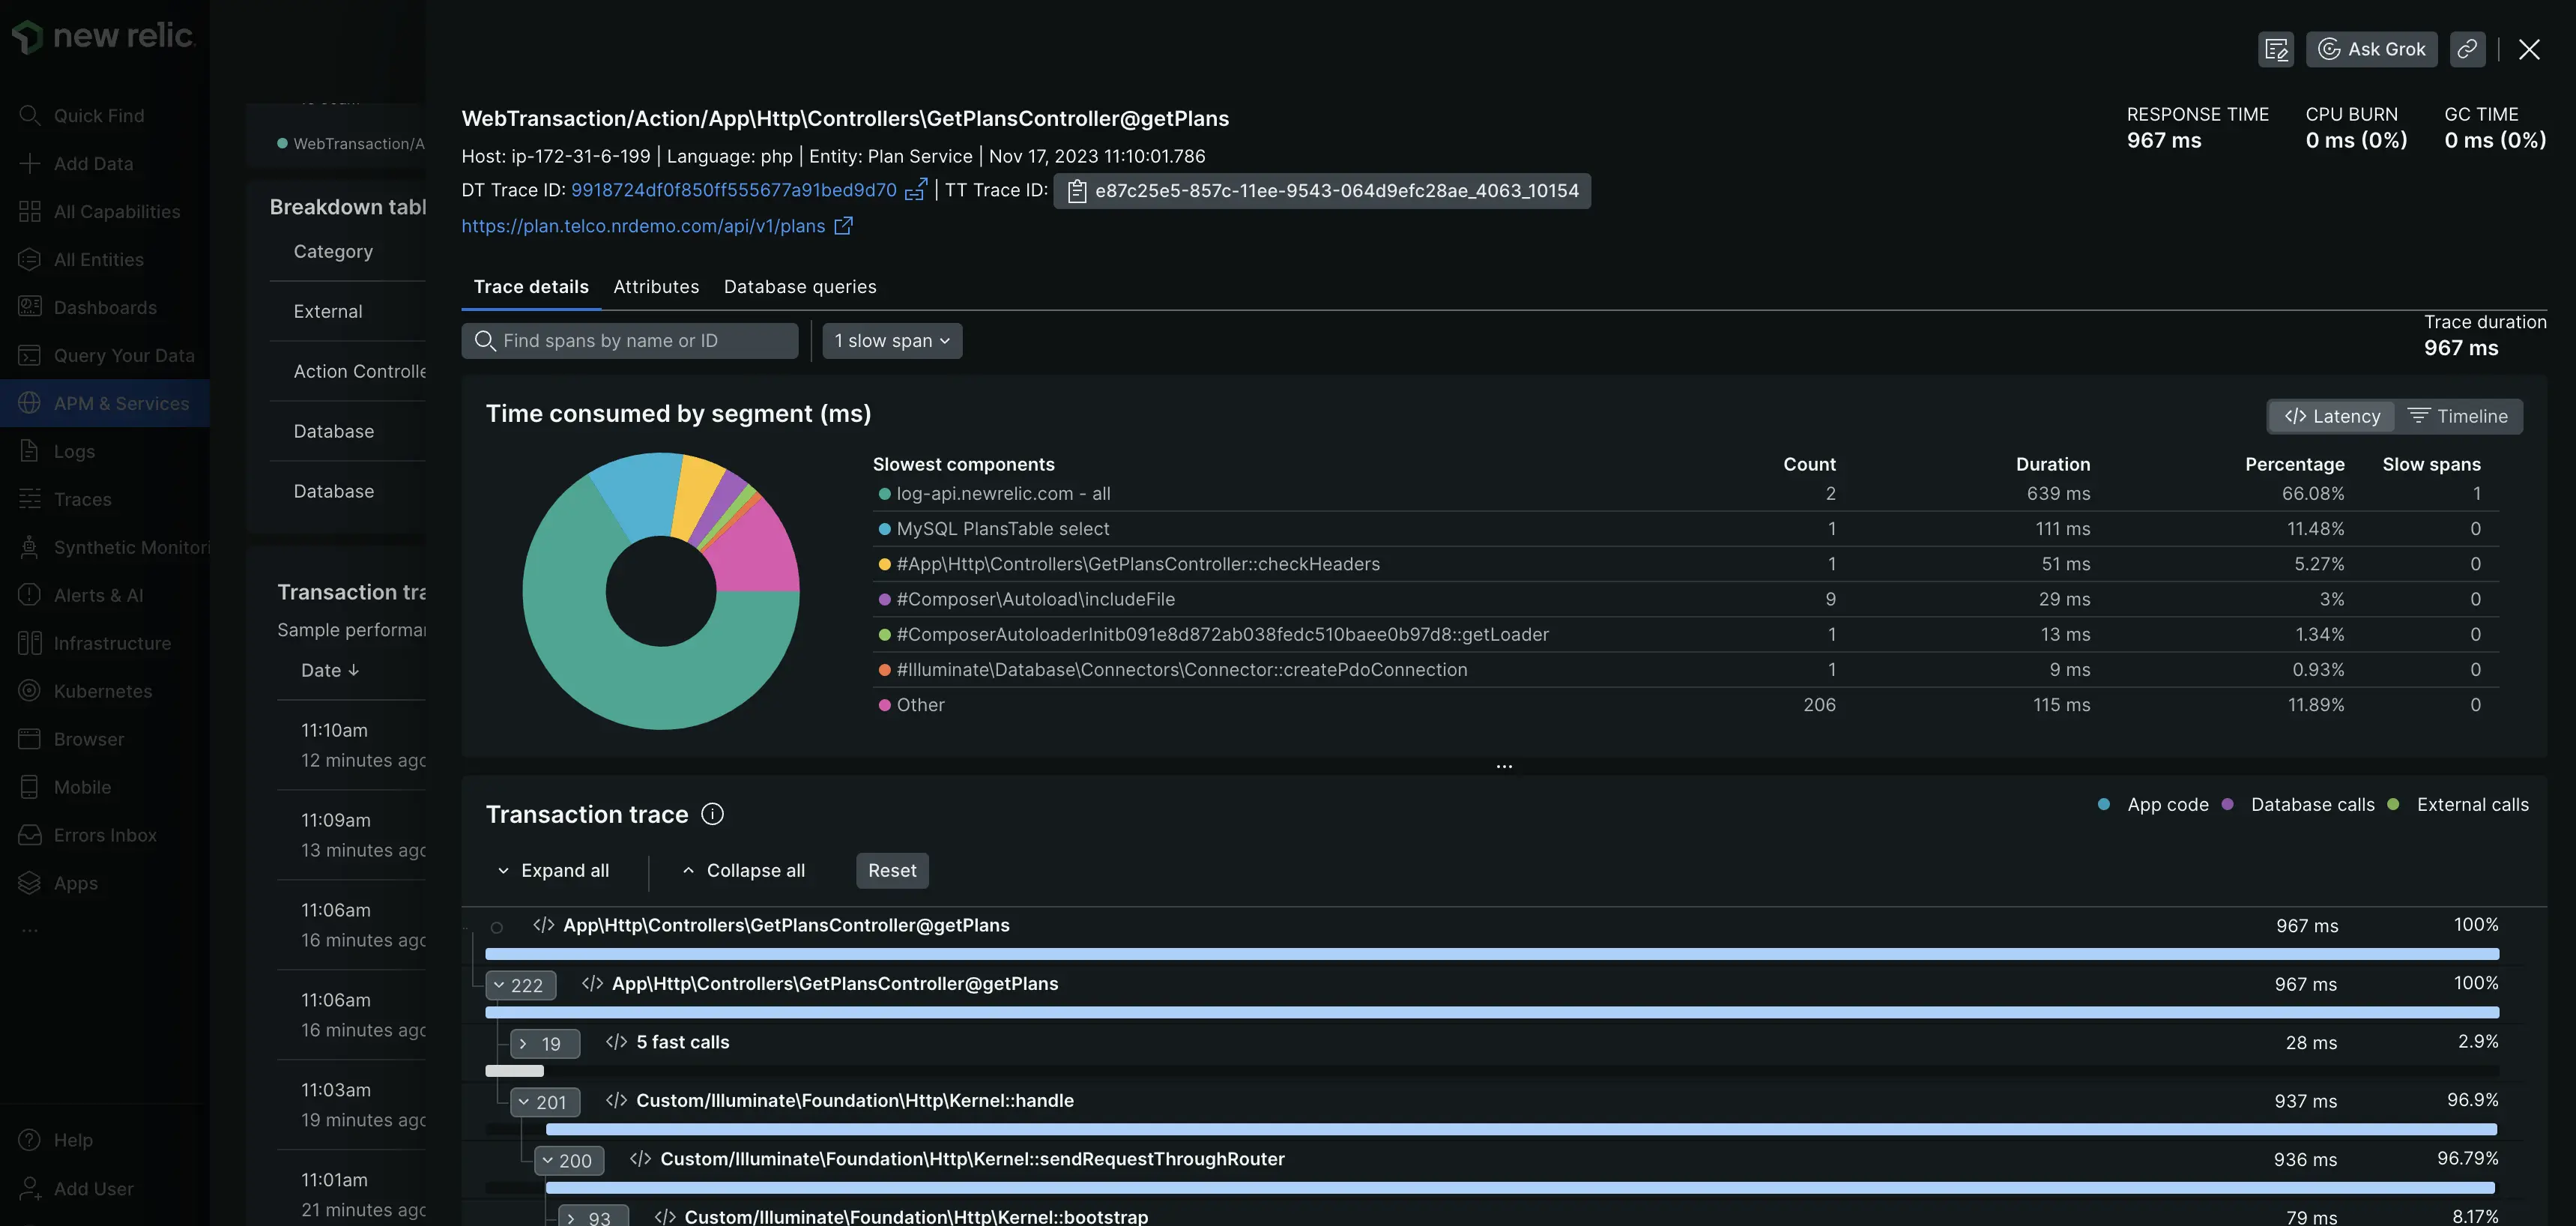 new relic
Quick Find
Add Data
All Capabilities
All Entities
Dashboards
Query Your Data
APM & Services
Logs
Traces
Synthetic Monitori
Alerts & AI
Infrastructure
Kubernetes
Browser
Mobile
Errors Inbox
Apps
...
Help
Add User
WebTransaction/A
Breakdown tabl
Category
External
Action Controlle
Database
Database
Transaction tra
Sample performan
Date ↓
11:10am
12 minutes ago
11:09am
13 minutes ago
11:06am
16 minutes ago
11:06am
16 minutes ago
11:03am
19 minutes ago
11:01am
21 minutes ago
Ask Grok
WebTransaction/Action/App\Http\Controllers\GetPlansController@getPlans
Host: ip-172-31-6-199 | Language: php | Entity: Plan Service | Nov 17, 2023 11:10:01.786
DT Trace ID: 9918724df0f850ff555677a91bed9d70 | TT Trace ID: e87c25e5-857c-11ee-9543-064d9efc28ae_4063_10154
https://plan.telco.nrdemo.com/api/v1/plans
RESPONSE TIME CPU BURN GC TIME
967 ms 0 ms (0%) 0 ms (0%)
Trace details Attributes Database queries
Find spans by name or ID 1 slow span
Trace duration
967 ms
Time consumed by segment (ms)
</> Latency Timeline
Slowest components Count Duration Percentage Slow spans
log-api.newrelic.com - all 2 639 ms 66.08% 1
MySQL PlansTable select 1 111 ms 11.48% 0
#App\Http\Controllers\GetPlansController::checkHeaders 1 51 ms 5.27% 0
#Composer\Autoload\includeFile 9 29 ms 3% 0
#ComposerAutoloaderInitb091e8d872ab038fedc510baee0b97d8::getLoader 1 13 ms 1.34% 0
#Illuminate\Database\Connectors\Connector::createPdoConnection 1 9 ms 0.93% 0
Other 206 115 ms 11.89% 0
...
Transaction trace
App code Database calls External calls
Expand all Collapse all Reset
</> App\Http\Controllers\GetPlansController@getPlans 967 ms 100%
222 </> App\Http\Controllers\GetPlansController@getPlans 967 ms 100%
19 </> 5 fast calls 28 ms 2.9%
201 </> Custom/Illuminate\Foundation\Http\Kernel::handle 937 ms 96.9%
200 </> Custom/Illuminate\Foundation\Http\Kernel::sendRequestThroughRouter 936 ms 96.79%
93 </> Custom/Illuminate\Foundation\Http\Kernel::bootstrap 79 ms 8.17%